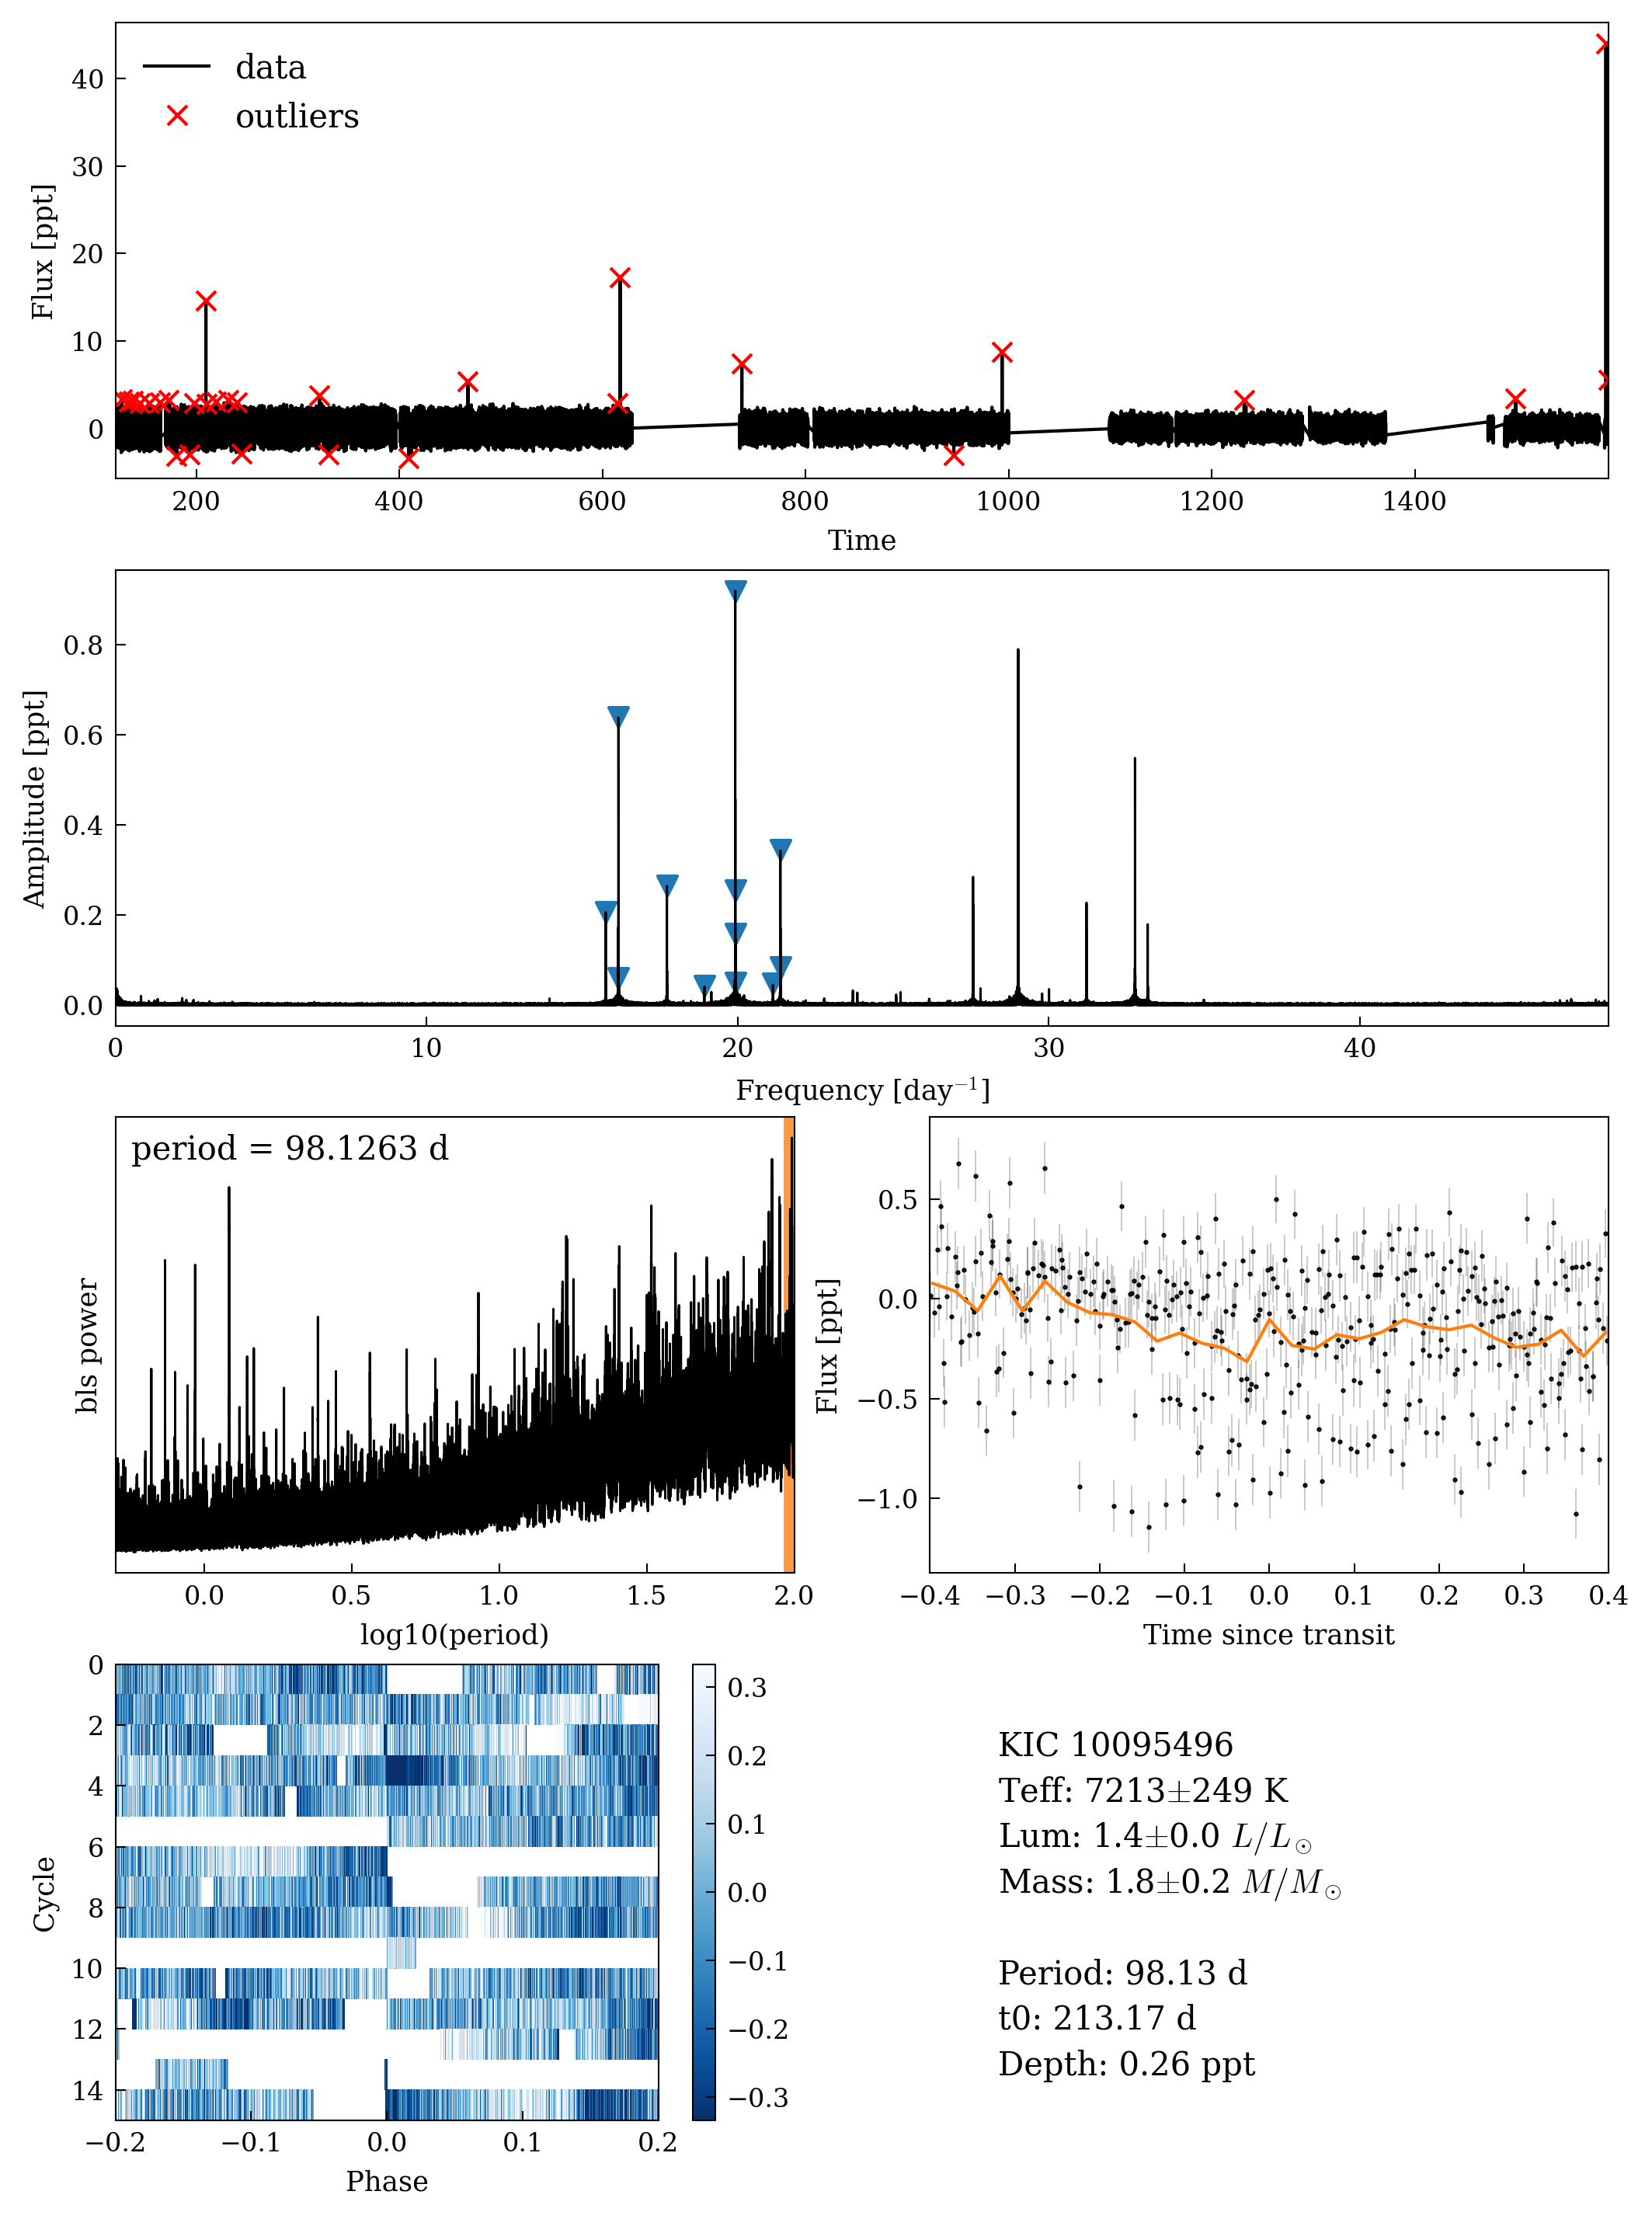 data
outliers
40
30
20
10
0
Flux [ppt]
200 400 600 800 1000 1200 1400
Time
0.8
0.6
0.4
0.2
0.0
Amplitude [ppt]
0 10 20 30 40
Frequency [day⁻¹]
period = 98.1263 d
bls power
0.0 0.5 1.0 1.5 2.0
log10(period)
0.5
0.0
−0.5
−1.0
Flux [ppt]
−0.4 −0.3 −0.2 −0.1 0.0 0.1 0.2 0.3 0.4
Time since transit
0
2
4
6
8
10
12
14
Cycle
−0.2 −0.1 0.0 0.1 0.2
Phase
0.3
0.2
0.1
0.0
−0.1
−0.2
−0.3
KIC 10095496
Teff: 7213±249 K
Lum: 1.4±0.0 L/L⊙
Mass: 1.8±0.2 M/M⊙
Period: 98.13 d
t0: 213.17 d
Depth: 0.26 ppt